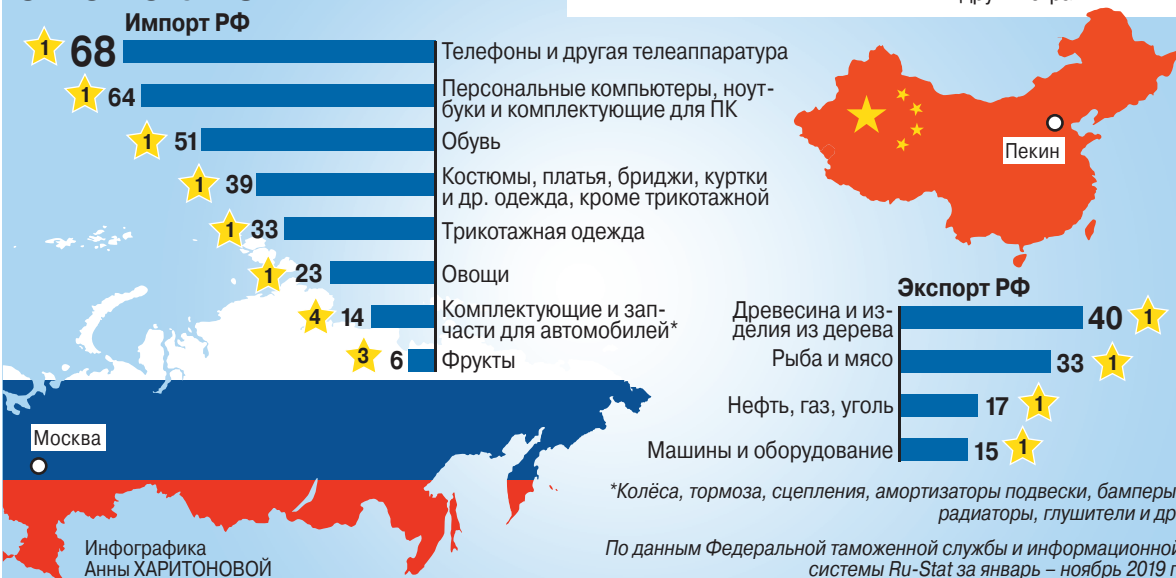 Импорт РФ
1 68 Телефоны и другая телеаппаратура
1 64 Персональные компьютеры, ноут-
буки и комплектующие для ПК
1 51 Обувь
1 39 Костюмы, платья, бриджи, куртки
и др. одежда, кроме трикотажной
1 33 Трикотажная одежда
1 23 Овощи
4 14 Комплектующие и зап-
части для автомобилей*
3 6 Фрукты
Пекин
Москва
Экспорт РФ
Древесина и из-
делия из дерева 40 1
Рыба и мясо 33 1
Нефть, газ, уголь 17 1
Машины и оборудование 15 1
*Колёса, тормоза, сцепления, амортизаторы подвески, бамперы
радиаторы, глушители и др
По данным Федеральной таможенной службы и информационной
системы Ru-Stat за январь – ноябрь 2019 г
Инфографика
Анны ХАРИТОНОВОЙ